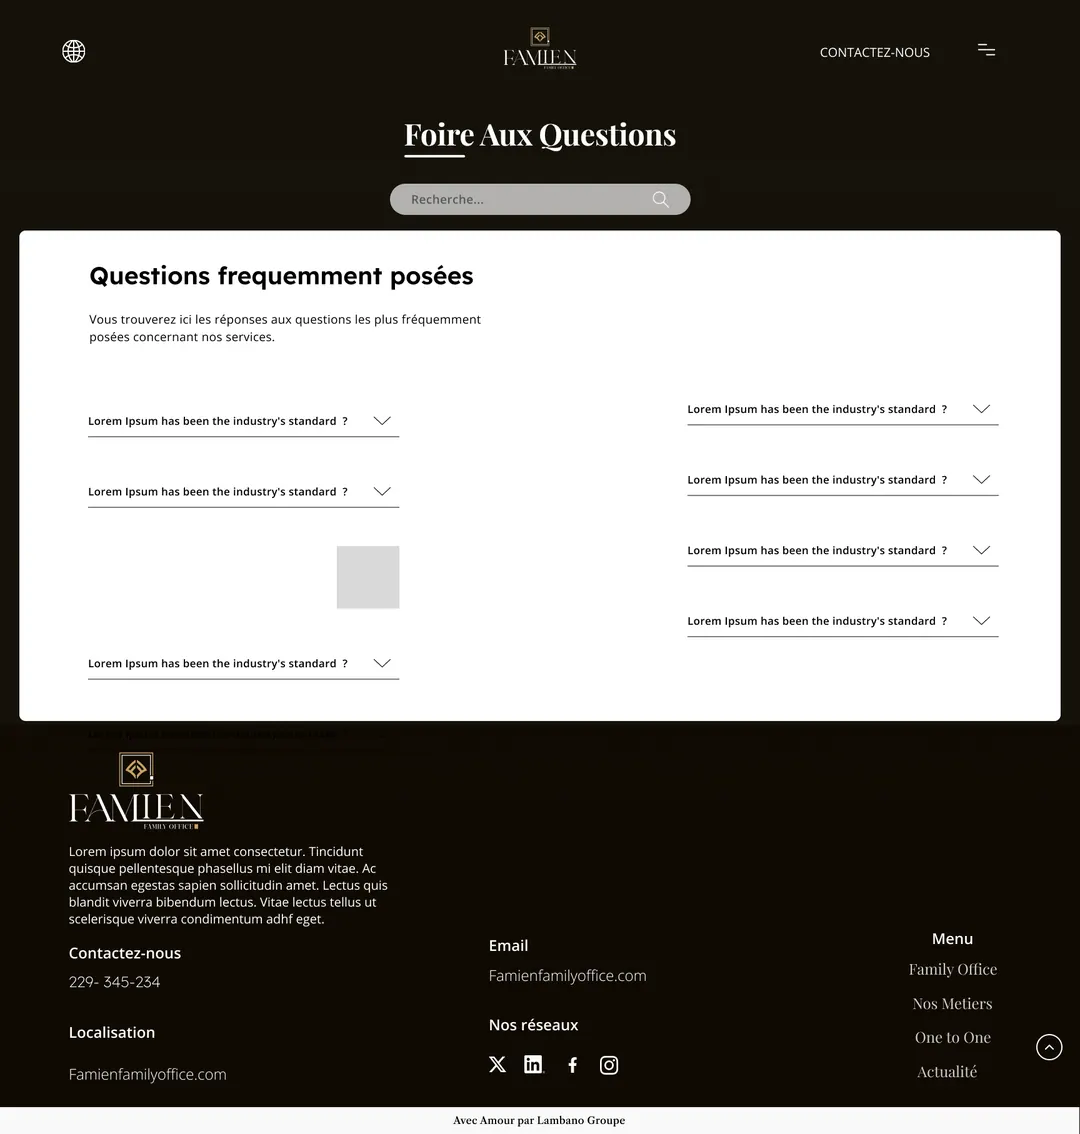 FAMIEN
FAMILY OFFICE
CONTACTEZ-NOUS
Foire Aux Questions
Recherche...
Questions frequemment posées
Vous trouverez ici les réponses aux questions les plus fréquemment
posées concernant nos services.
Lorem Ipsum has been the industry's standard ?
Lorem Ipsum has been the industry's standard ?
Lorem Ipsum has been the industry's standard ?
Lorem Ipsum has been the industry's standard ?
Lorem Ipsum has been the industry's standard ?
Lorem Ipsum has been the industry's standard ?
Lorem Ipsum has been the industry's standard ?
FAMIEN
FAMILY OFFICE
Lorem ipsum dolor sit amet consectetur. Tincidunt
quisque pellentesque phasellus mi elit diam vitae. Ac
accumsan egestas sapien sollicitudin amet. Lectus quis
blandit viverra bibendum lectus. Vitae lectus tellus ut
scelerisque viverra condimentum adhf eget.
Contactez-nous
229- 345-234
Localisation
Famienfamilyoffice.com
Email
Famienfamilyoffice.com
Nos réseaux
Menu
Family Office
Nos Metiers
One to One
Actualité
Avec Amour par Lambano Groupe